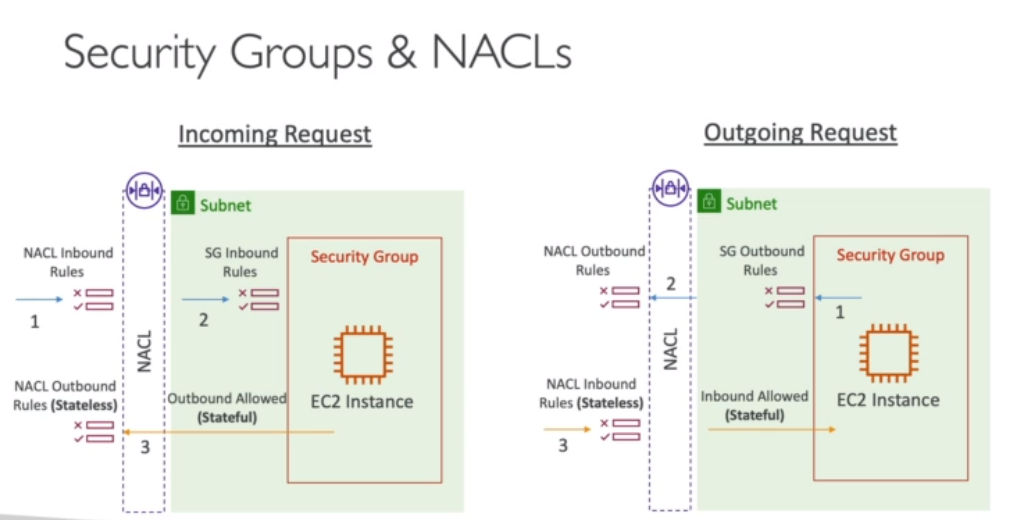 Security Groups & NACLs
Incoming Request
Subnet
NACL Inbound
Rules
1
SG Inbound
Rules
2
Security Group
NACL
NACL Outbound
Rules (Stateless)
Outbound Allowed
(Stateful)
EC2 Instance
3
Outgoing Request
Subnet
NACL Outbound
Rules
2
SG Outbound
Rules
1
Security Group
NACL
NACL Inbound
Rules (Stateless)
3
Inbound Allowed
(Stateful)
EC2 Instance